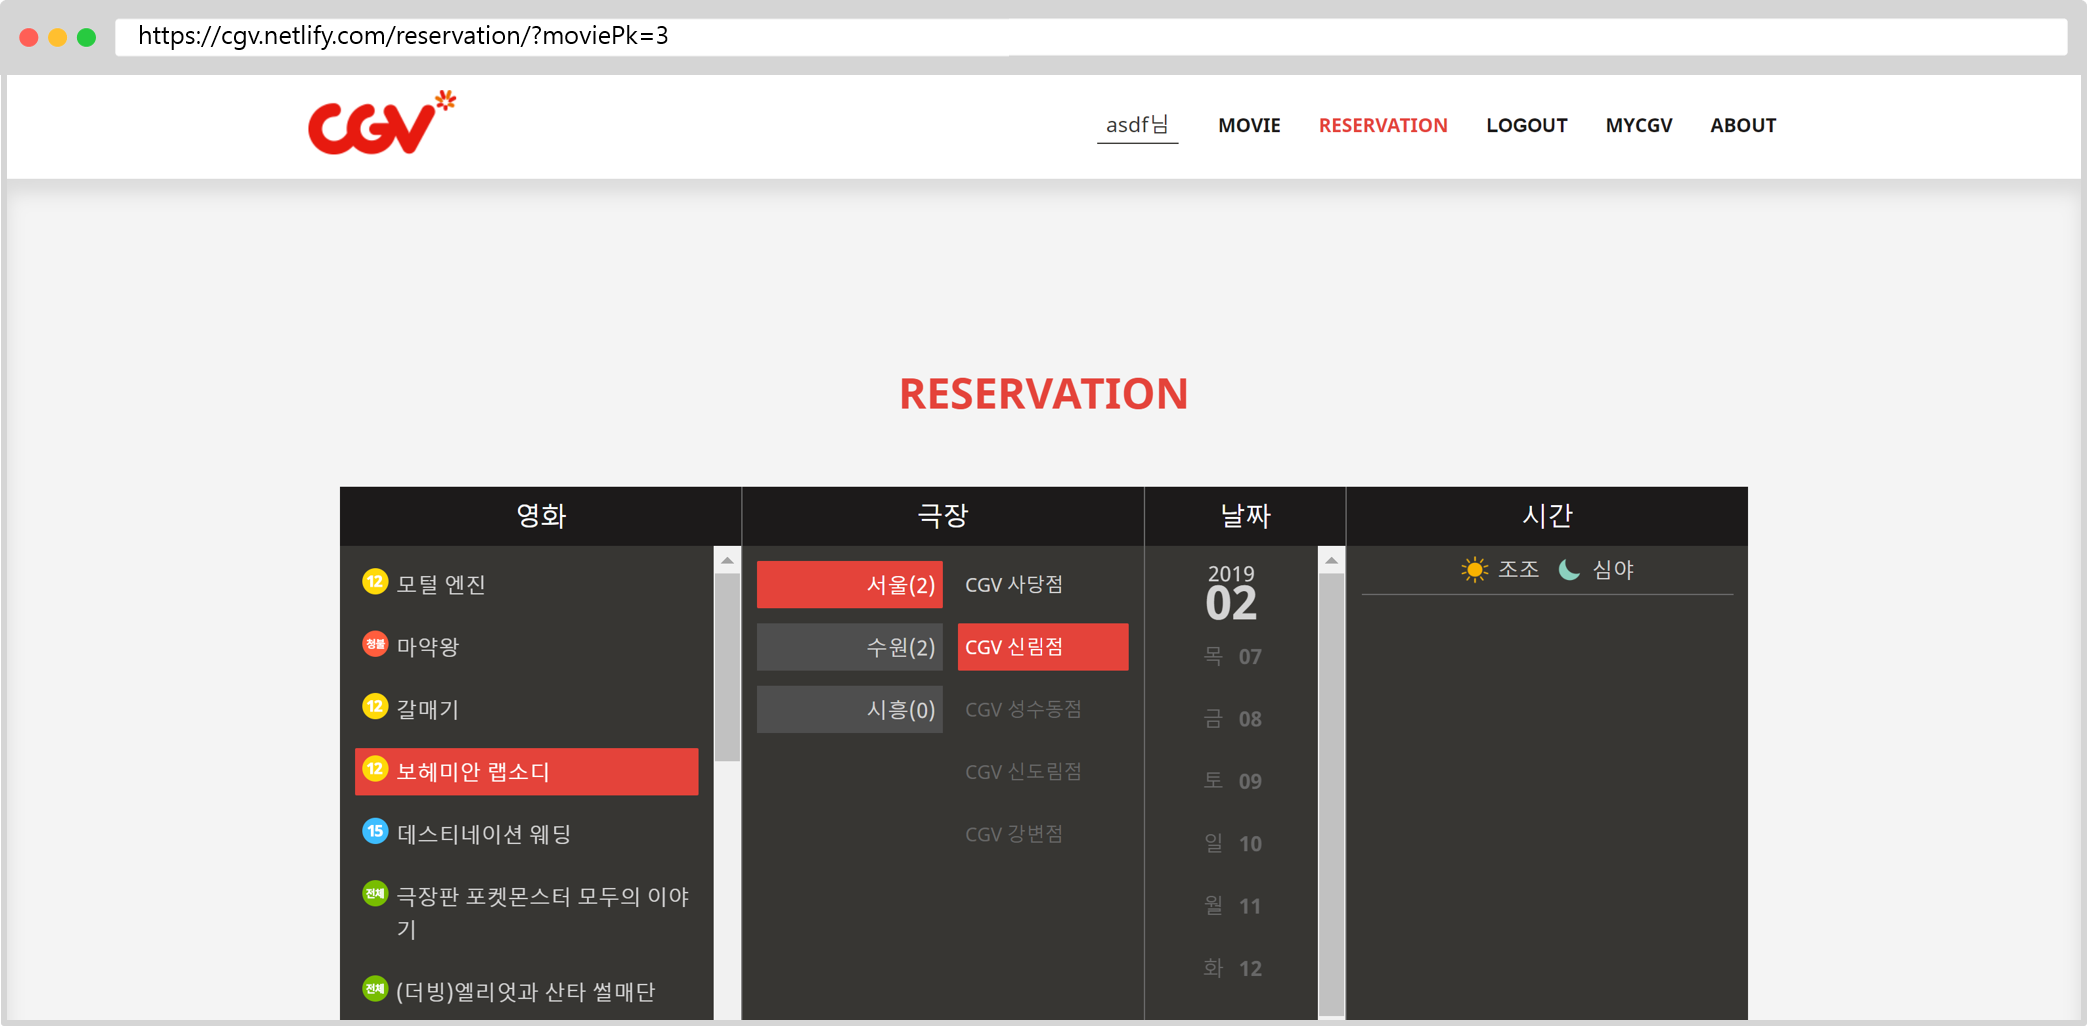 https://cgv.netlify.com/reservation/?moviePk=3
CGV
asdf님 MOVIE RESERVATION LOGOUT MYCGV ABOUT
RESERVATION
영화
12 모털 엔진
청불 마약왕
12 갈매기
12 보헤미안 랩소디
15 데스티네이션 웨딩
전체 극장판 포켓몬스터 모두의 이야
기
전체 (더빙)엘리엇과 산타 썰매단
극장
서울(2)
수원(2)
시흥(0)
CGV 사당점
CGV 신림점
CGV 성수동점
CGV 신도림점
CGV 강변점
날짜
2019
02
목 07
금 08
토 09
일 10
월 11
화 12
시간
조조 심야